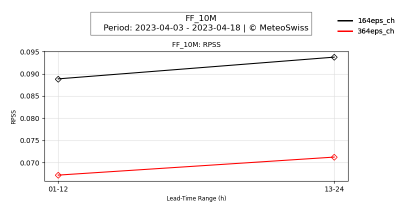 FF_10M
Period: 2023-04-03 - 2023-04-18 | © MeteoSwiss
164eps_ch
364eps_ch
FF_10M: RPSS
0.095
0.090
0.085
0.080
0.075
0.070
RPSS
01-12
13-24
Lead-Time Range (h)